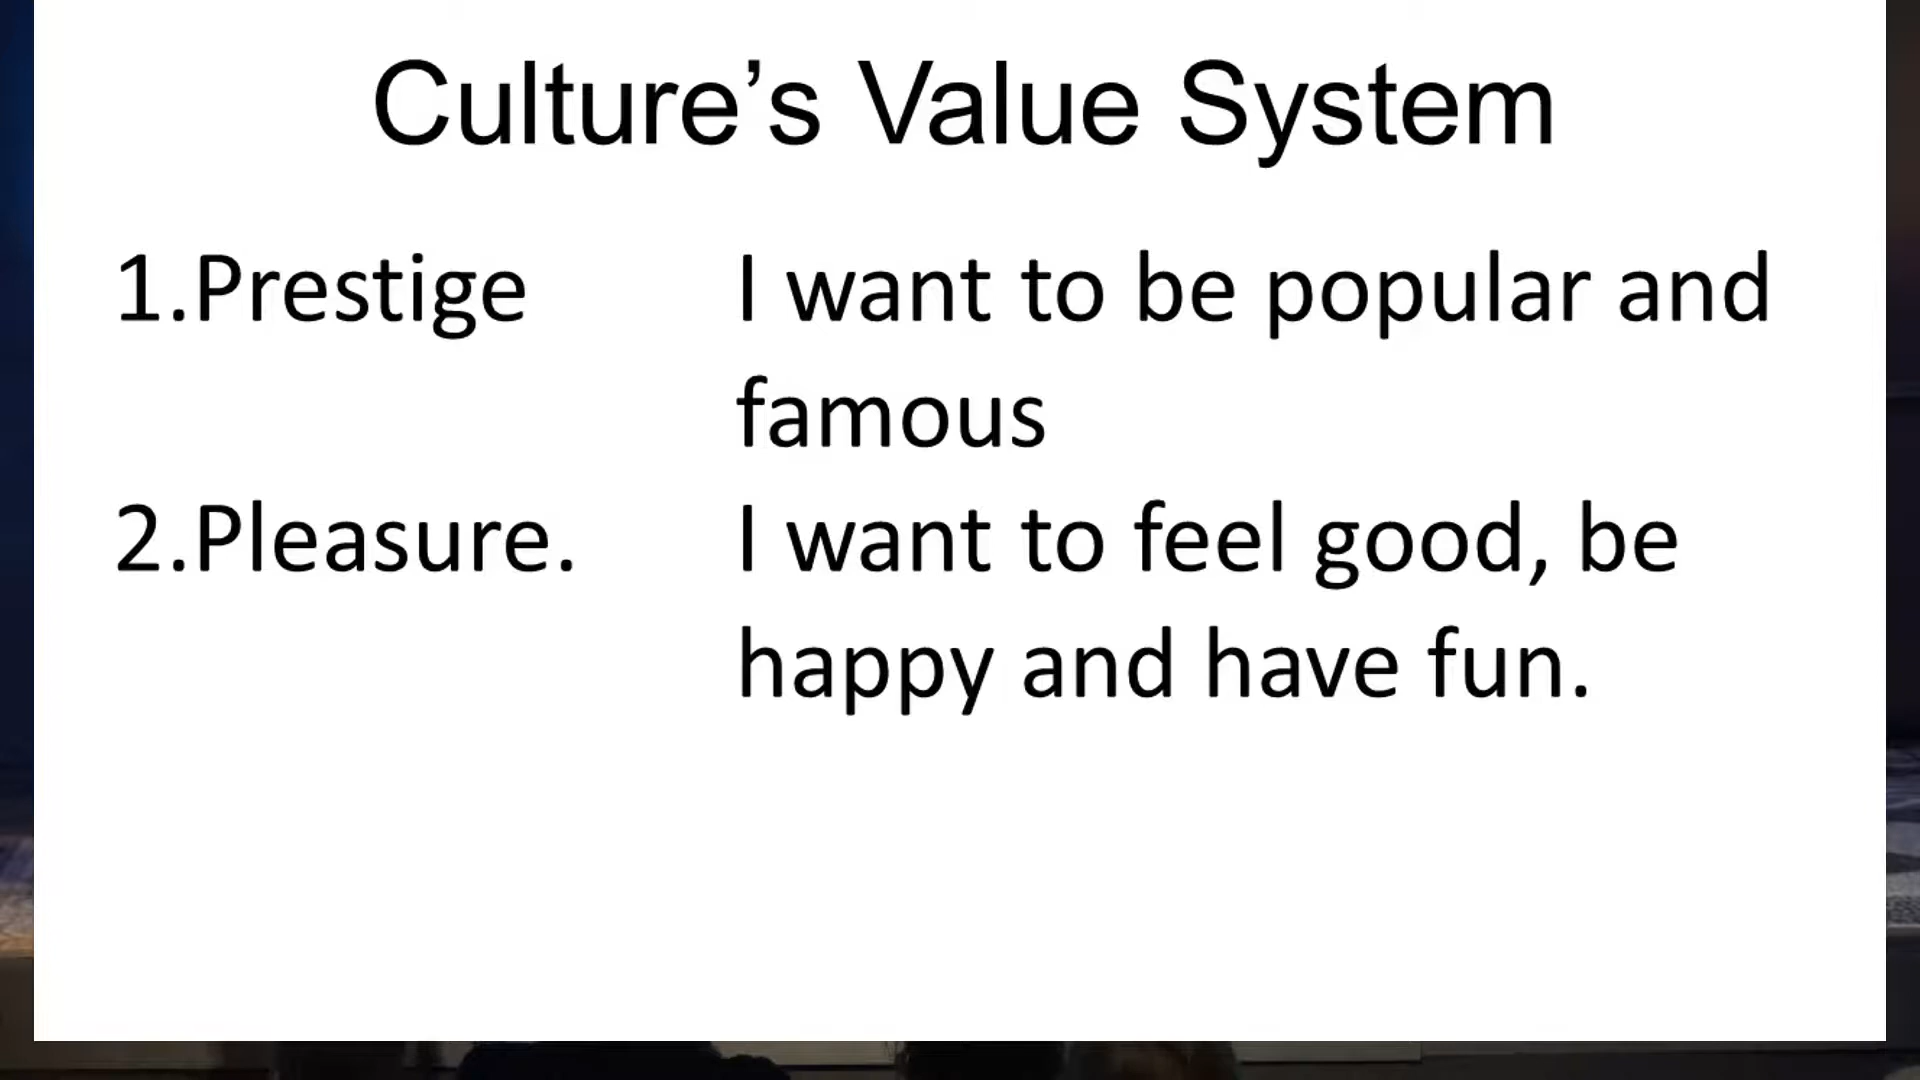 Culture’s Value System
1.Prestige I want to be popular and
famous
2.Pleasure. I want to feel good, be
happy and have fun.